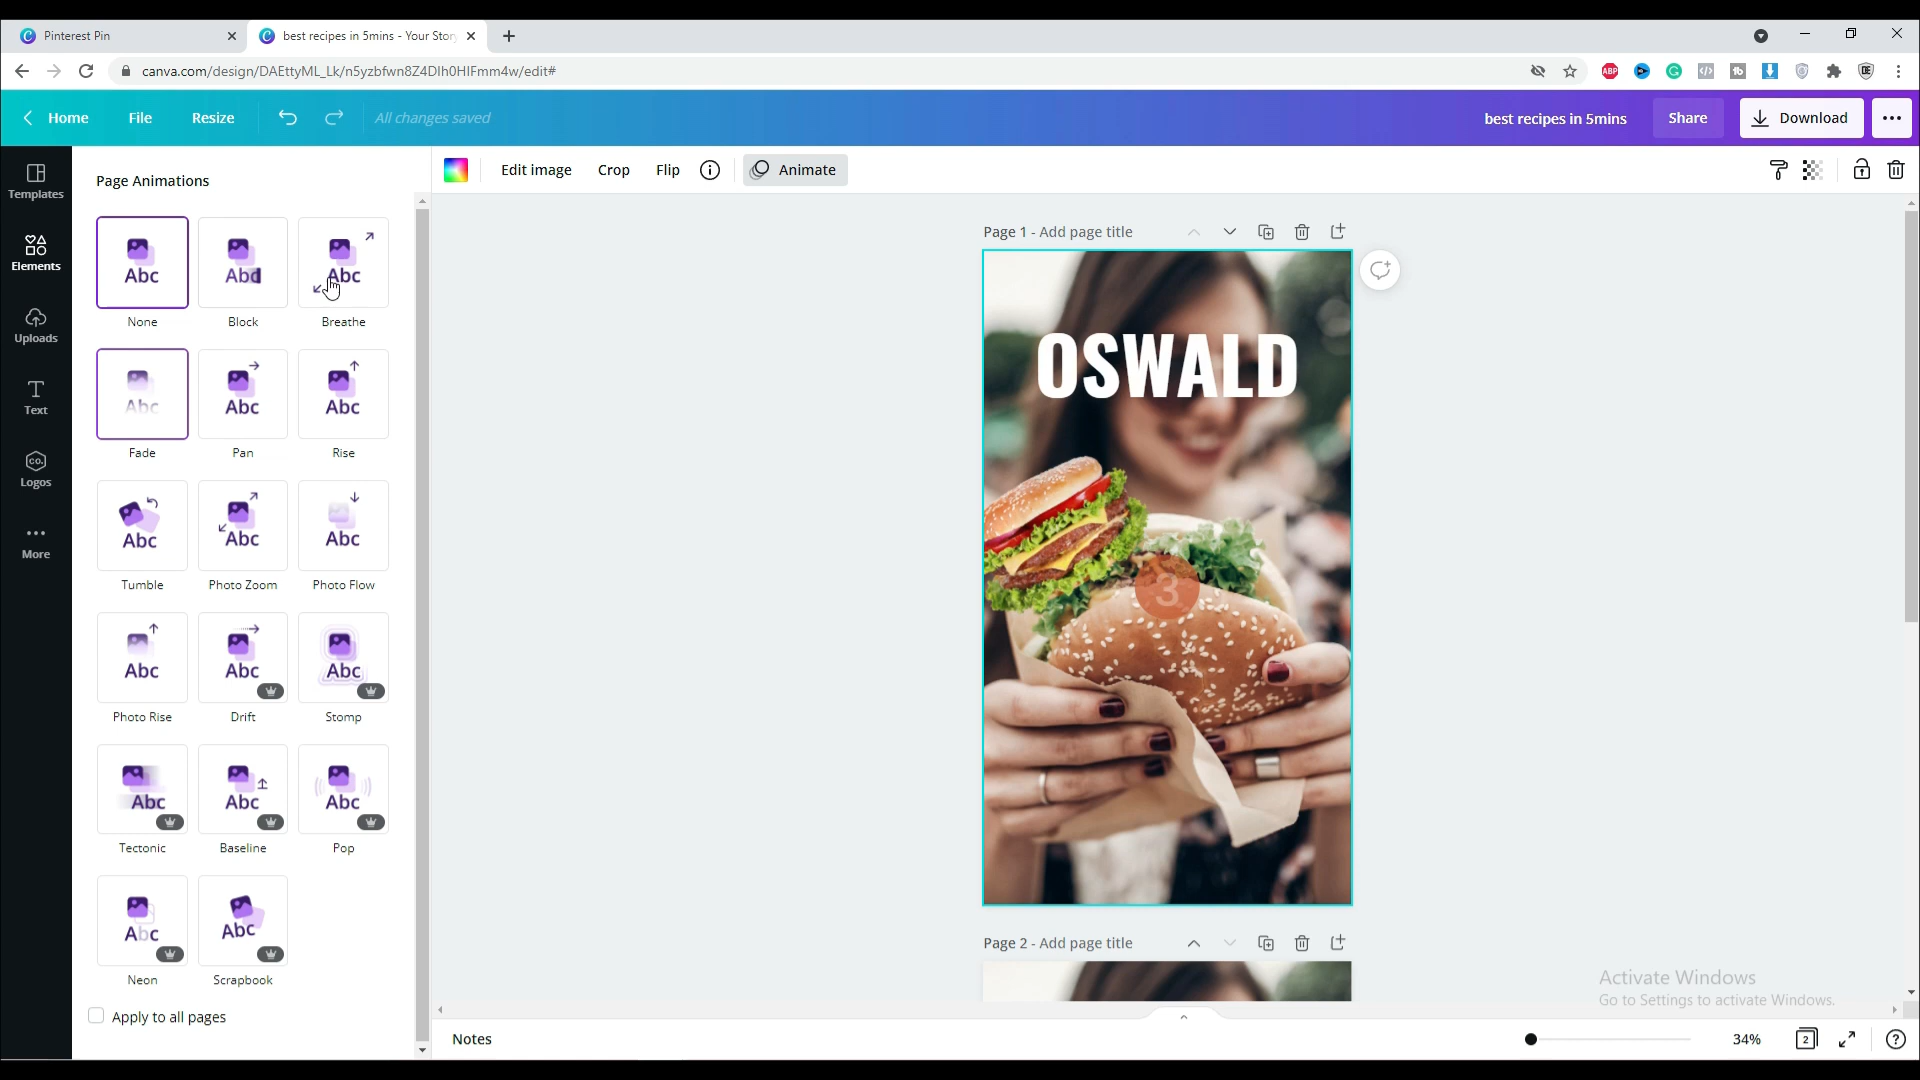 Pinterest Pin
best recipes in 5mins - Your Stor
canva.com/design/DAEttyML_Lk/n5yzbfwn8Z4DIh0HIFmm4w/edit#
ABP
Home File Resize All changes saved best recipes in 5mins Share Download
Templates
Elements
Uploads
Text
CO.
Logos
More
Page Animations
Abc Abc Abc
None Block Breathe
Abc Abc Abc
Fade Pan Rise
Abc Abc Abc
Tumble Photo Zoom Photo Flow
Abc Abc Abc
Photo Rise Drift Stomp
Abc Abc Abc
Tectonic Baseline Pop
Abc Abc
Neon Scrapbook
Apply to all pages
Edit image Crop Flip Animate
Page 1 - Add page title
OSWALD
3
Page 2 - Add page title
Activate Windows
Go to Settings to activate Windows.
Notes 34% 2 ?